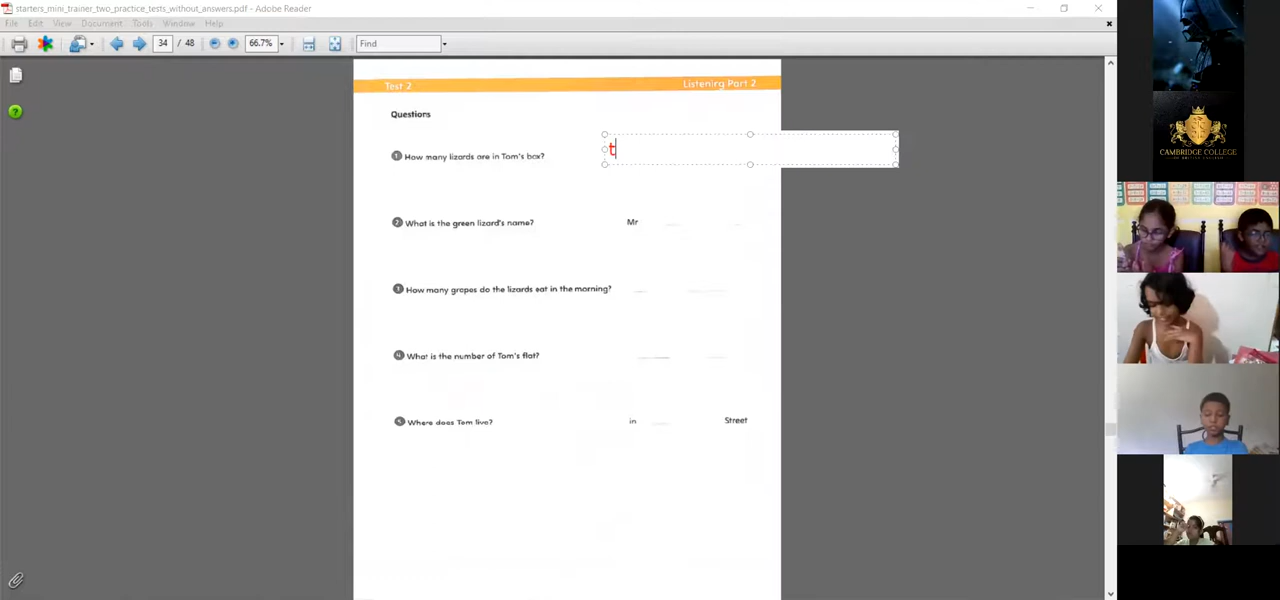 starters_mini_trainer_two_practice_tests_without_answers.pdf - Adobe Reader
File Edit View Document Tools Window Help
34 / 48 66.7% Find
Test 2 Listening Part 2
Questions
1 How many lizards are in Tom's box? t
2 What is the green lizard's name? Mr
3 How many grapes do the lizards eat in the morning?
4 What is the number of Tom's flat?
5 Where does Tom live? in Street
CAMBRIDGE COLLEGE
OF BRITISH ENGLISH